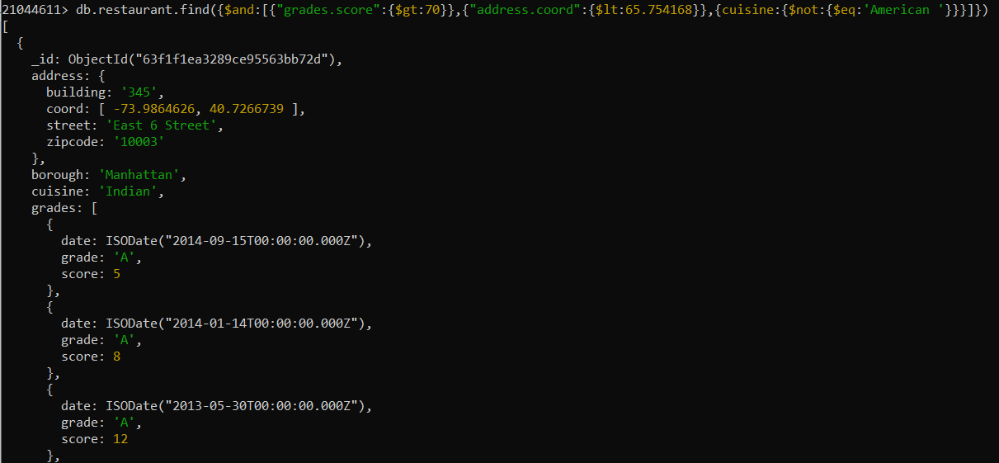 21044611> db.restaurant.find({$and:[{"grades.score":{$gt:70}},{"address.coord":{$lt:65.754168}},{cuisine:{$not:{$eq:'American '}}}]})
[
  {
    _id: ObjectId("63f1f1ea3289ce95563bb72d"),
    address: {
      building: '345',
      coord: [ -73.9864626, 40.7266739 ],
      street: 'East 6 Street',
      zipcode: '10003'
    },
    borough: 'Manhattan',
    cuisine: 'Indian',
    grades: [
      {
        date: ISODate("2014-09-15T00:00:00.000Z"),
        grade: 'A',
        score: 5
      },
      {
        date: ISODate("2014-01-14T00:00:00.000Z"),
        grade: 'A',
        score: 8
      },
      {
        date: ISODate("2013-05-30T00:00:00.000Z"),
        grade: 'A',
        score: 12
      },